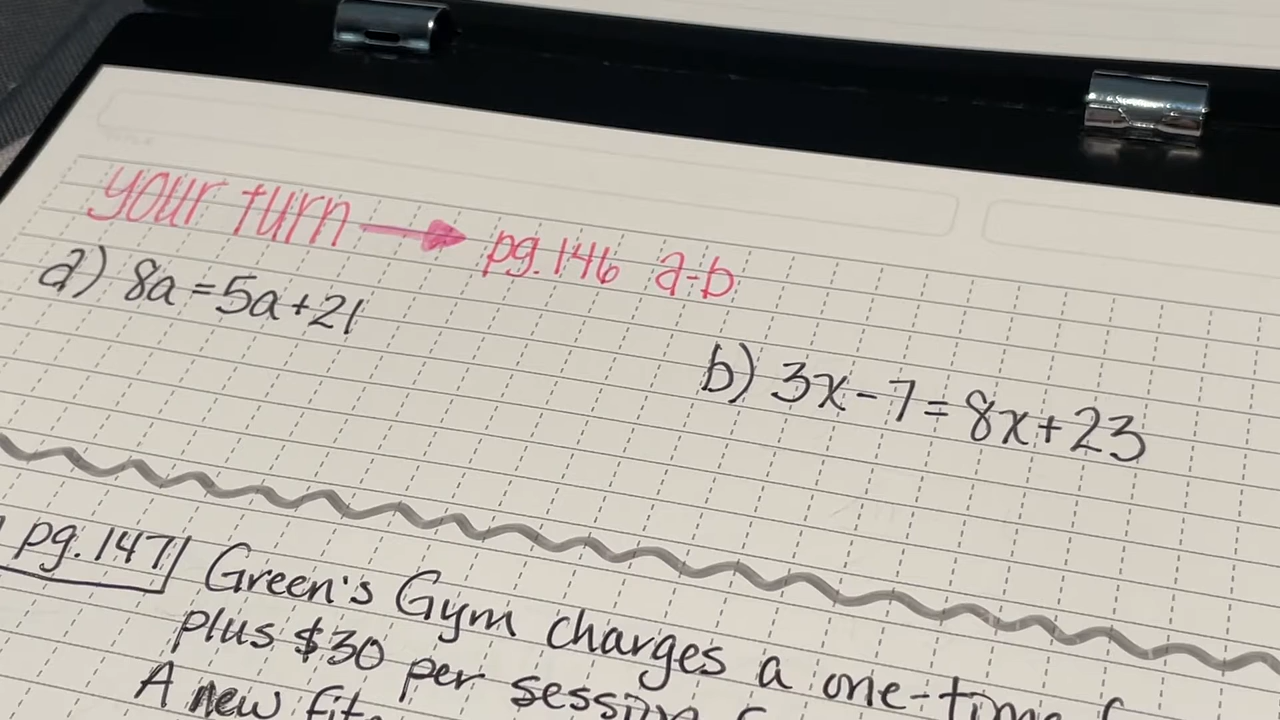 your turn → pg.146 a-b
a) 8a=5a+21
b) 3x-7=8x+23
pg.147 Green's Gym charges a one-time
plus $30 per session
A new